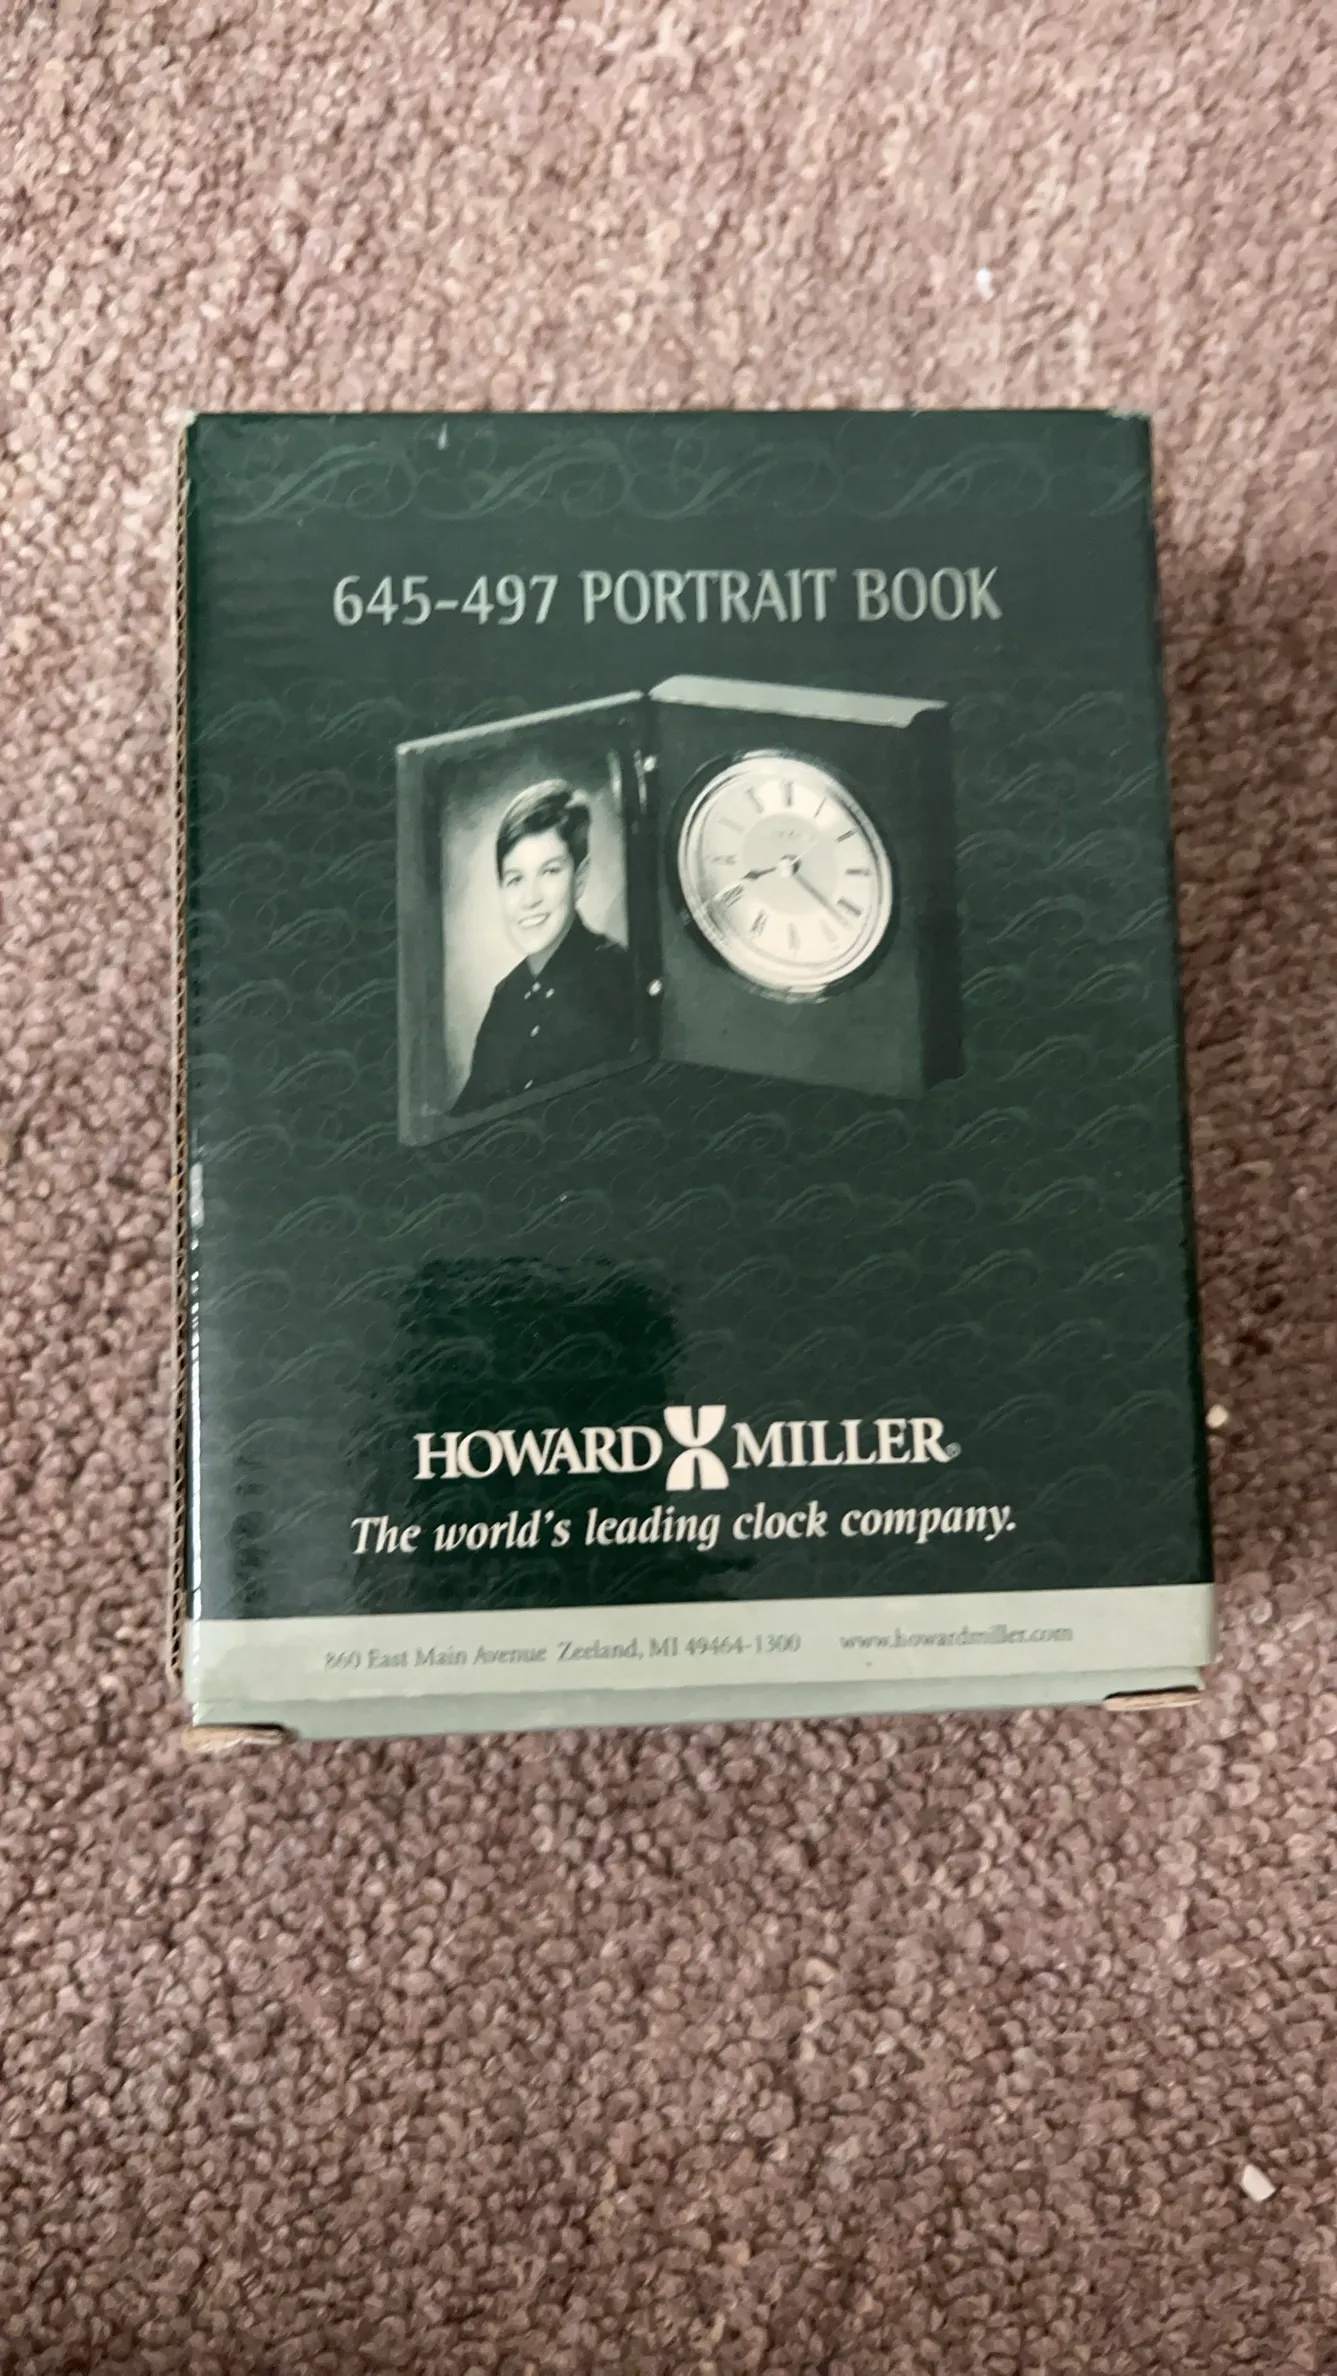 645-497 PORTRAIT BOOK
HOWARD MILLER®
The world's leading clock company.
860 East Main Avenue Zeeland, MI 49464-1300 www.howardmiller.com